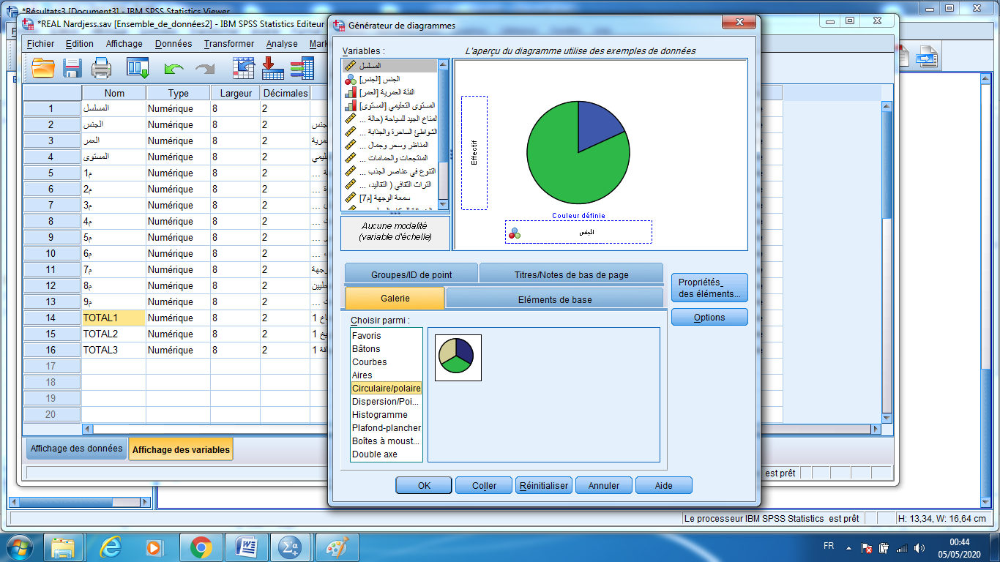 *Résultats3 [Document3] - IBM SPSS Statistics Viewer
*REAL Nardjess.sav [Ensemble_de_données2] - IBM SPSS Statistics Editeur
Fichier Edition Affichage Données Transformer Analyse Mark
Nom Type Largeur Décimales
1 المسلسل Numérique 8 2
2 الجنس Numérique 8 2 جنس
3 العمر Numérique 8 2 عمرية
4 المستوى Numérique 8 2 عليمي
5 م1 Numérique 8 2 ة ...
6 م2 Numérique 8 2 ة ...
7 م3 Numérique 8 2
8 م4 Numérique 8 2
9 م5 Numérique 8 2
10 م6 Numérique 8 2
11 م7 Numérique 8 2 وجهة
12 م8 Numérique 8 2 حليين
13 م9 Numérique 8 2 ت ...
14 TOTAL1 Numérique 8 2 اخ 1
15 TOTAL2 Numérique 8 2 يخ 1
16 TOTAL3 Numérique 8 2 افة 1
17
18
19
20
Affichage des données Affichage des variables
est prêt
Générateur de diagrammes
Variables :
المسلسل
الجنس [الجنس]
الفئة العمرية [العمر]
المستوى التعليمي [المستوى]
المناخ الجيد للسياحة (حالة ...
الشواطئ الساحرة والجذابة ...
المناظر وسحر وجمال ...
المنتجعات والحمامات ...
التنوع في عناصر الجذب ...
التراث الثقافي ( التقاليد، ...
سمعة الوجهة [م7]
Aucune modalité
(variable d'échelle)
L'aperçu du diagramme utilise des exemples de données
Effectif
Couleur définie
الجنس
Groupes/ID de point Titres/Notes de bas de page
Galerie Eléments de base
Propriétés
des éléments...
Options
Choisir parmi :
Favoris
Bâtons
Courbes
Aires
Circulaire/polaire
Dispersion/Poi...
Histogramme
Plafond-plancher
Boîtes à moust...
Double axe
OK Coller Réinitialiser Annuler Aide
Le processeur IBM SPSS Statistics est prêt H: 13,34, W: 16,64 cm
FR 00:44
05/05/2020